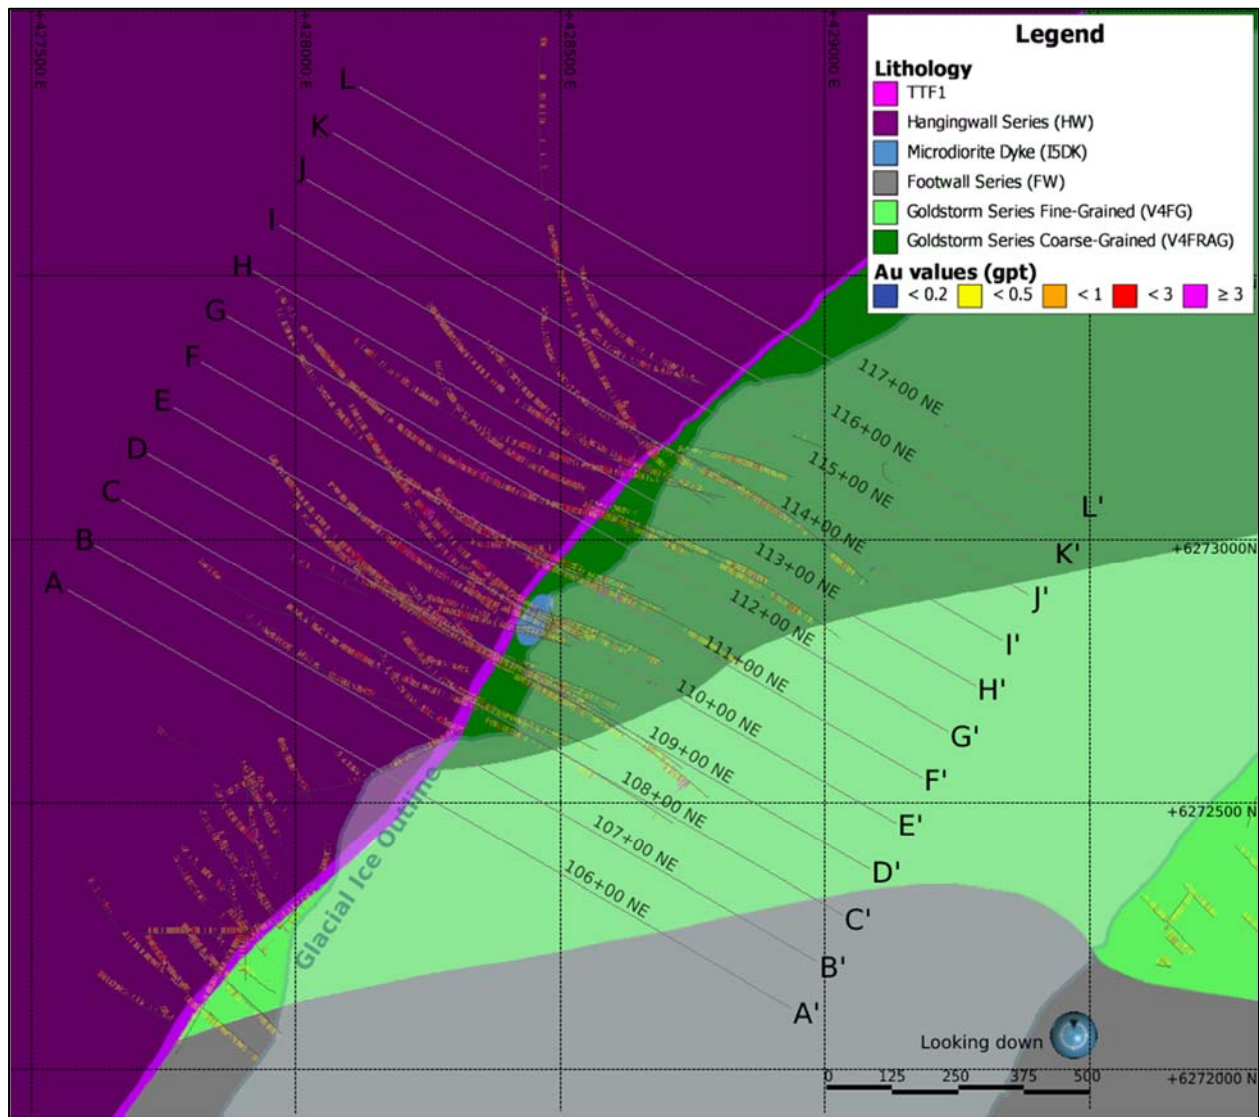 +427500 E
+428000 E
+428500 E
+429000 E
Legend
Lithology
TTF1
Hangingwall Series (HW)
Microdiorite Dyke (I5DK)
Footwall Series (FW)
Goldstorm Series Fine-Grained (V4FG)
Goldstorm Series Coarse-Grained (V4FRAG)
Au values (gpt)
< 0.2 < 0.5 < 1 < 3 ≥ 3
L
K
J
I
H
G
F
E
D
C
B
A
117+00 NE
116+00 NE
115+00 NE
114+00 NE
113+00 NE
112+00 NE
111+00 NE
110+00 NE
109+00 NE
108+00 NE
107+00 NE
106+00 NE
L'
K'
J'
I'
H'
G'
F'
E'
D'
C'
B'
A'
+6273000N
+6272500 N
+6272000 N
Glacial Ice Outline
Looking down
0 125 250 375 500